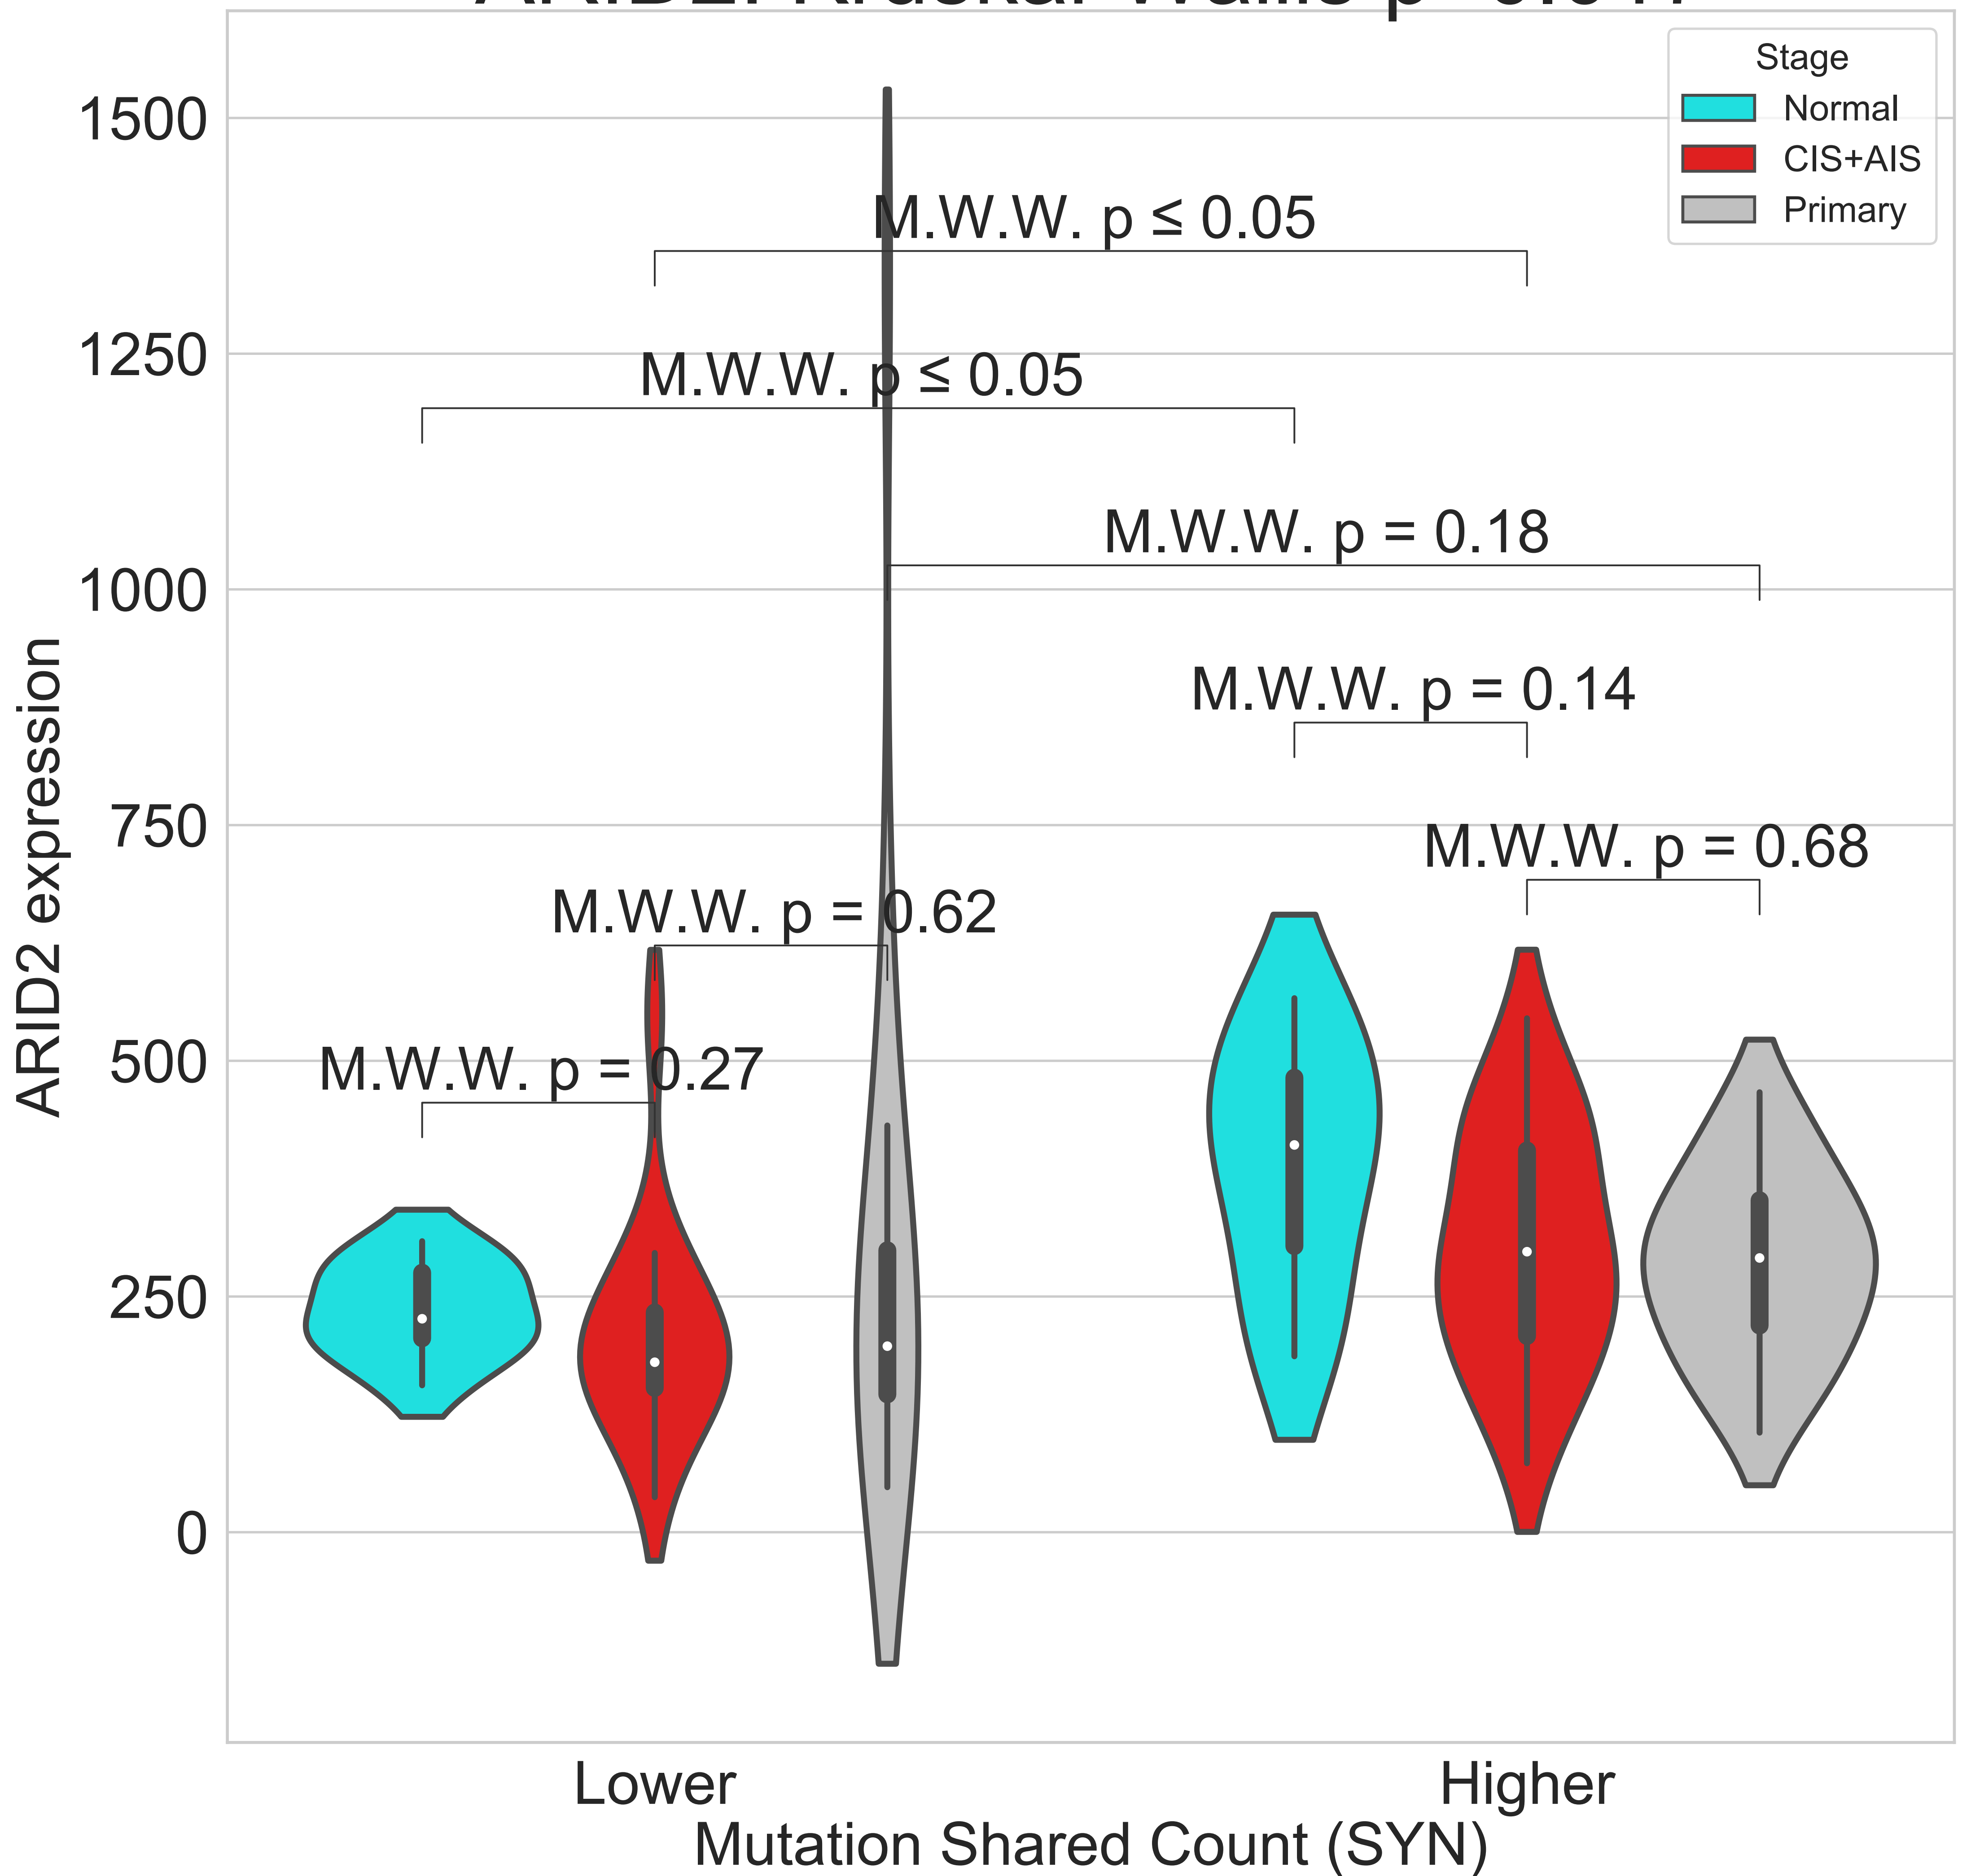 Stage
Normal
CIS+AIS
Primary
1500
1250
1000
750
500
250
0
ARID2 expression
M.W.W. p ≤ 0.05
M.W.W. p ≤ 0.05
M.W.W. p = 0.18
M.W.W. p = 0.14
M.W.W. p = 0.68
M.W.W. p = 0.62
M.W.W. p = 0.27
Lower
Higher
Mutation Shared Count (SYN)